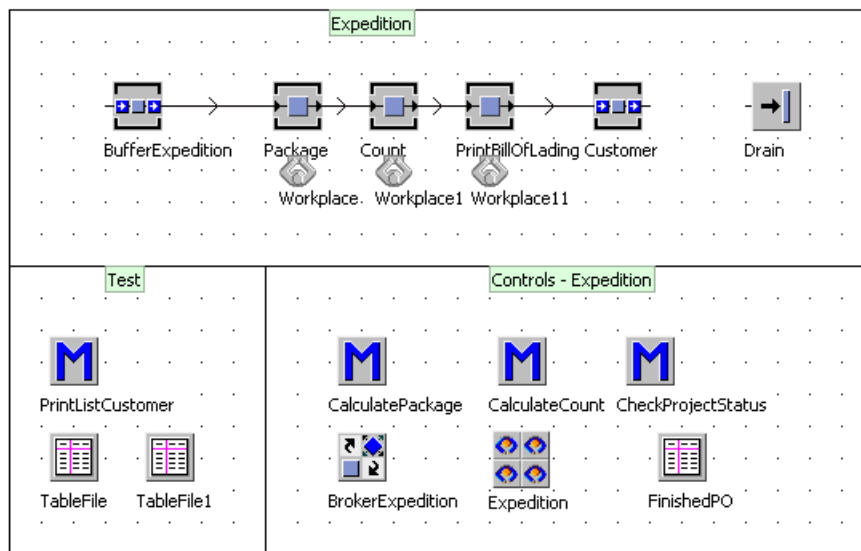 Expedition
BufferExpedition Package Count PrintBillOfLading Customer Drain
Workplace Workplace1 Workplace11
Test Controls - Expedition
M M M M
PrintListCustomer CalculatePackage CalculateCount CheckProjectStatus
TableFile TableFile1 BrokerExpedition Expedition FinishedPO